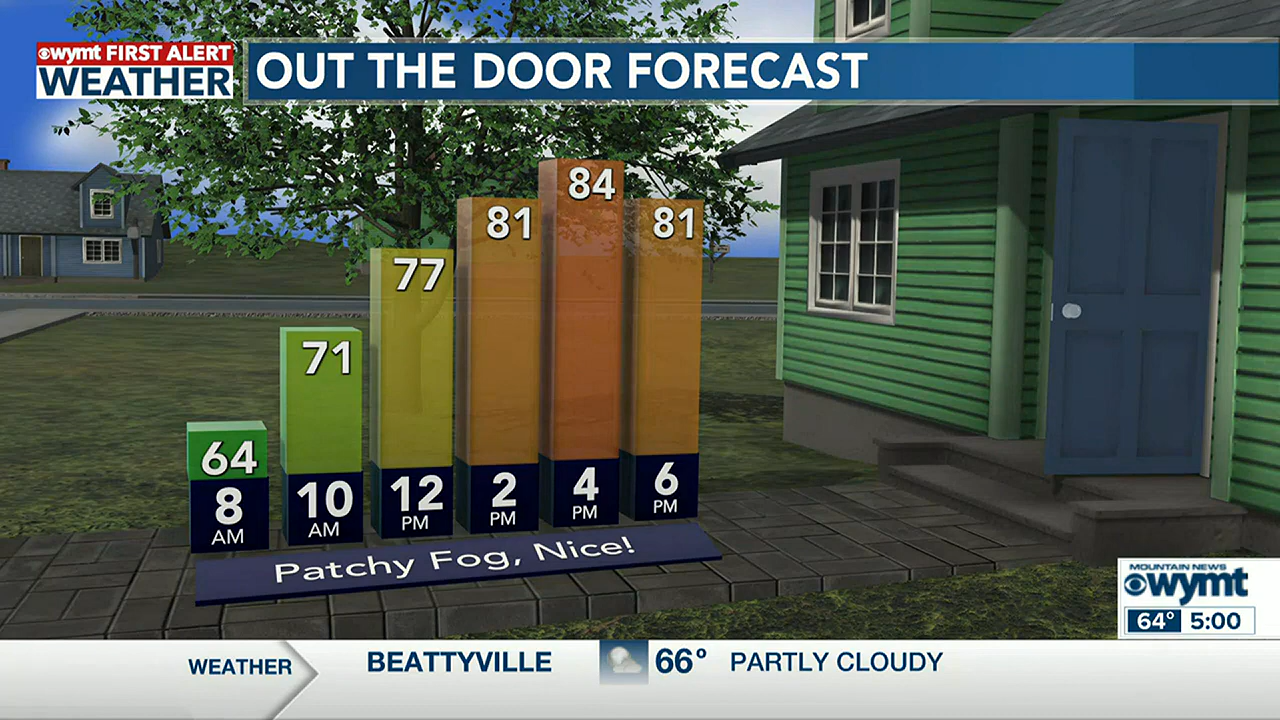 wymt FIRST ALERT
WEATHER
OUT THE DOOR FORECAST
64
71
77
81
84
81
8
AM
10
AM
12
PM
2
PM
4
PM
6
PM
Patchy Fog, Nice!
MOUNTAIN NEWS
wymt
64° 5:00
WEATHER
BEATTYVILLE 66° PARTLY CLOUDY